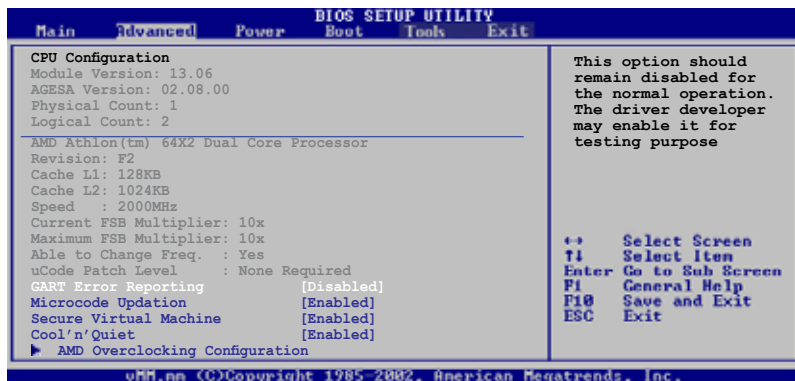 BIOS SETUP UTILITY
Main Advanced Power Boot Tools Exit
CPU Configuration
Module Version: 13.06
AGESA Version: 02.08.00
Physical Count: 1
Logical Count: 2
AMD Athlon(tm) 64X2 Dual Core Processor
Revision: F2
Cache L1: 128KB
Cache L2: 1024KB
Speed : 2000MHz
Current FSB Multiplier: 10x
Maximum FSB Multiplier: 10x
Able to Change Freq. : Yes
uCode Patch Level : None Required
GART Error Reporting [Disabled]
Microcode Updation [Enabled]
Secure Virtual Machine [Enabled]
Cool'n'Quiet [Enabled]
AMD Overclocking Configuration
This option should
remain disabled for
the normal operation.
The driver developer
may enable it for
testing purpose
↔ Select Screen
↑↓ Select Item
Enter Go to Sub Screen
F1 General Help
F10 Save and Exit
ESC Exit
vMM.mm (C)Copyright 1985-2002, American Megatrends, Inc.